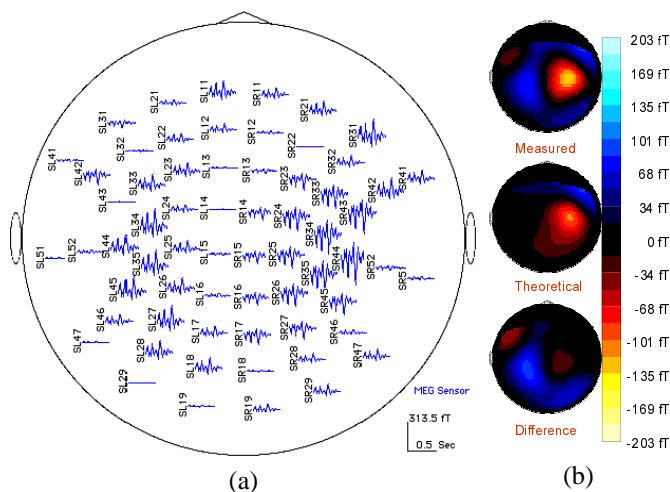 SL11
SR11
SL21
SR21
SL31
SL12
SR12
SR31
SL22
SL32
SR22
SL41
SL42
SL13
SR32
SL23
SR13
SR41
SL33
SR23
SR42
SL43
SR33
SL24
SL14
SR14
SR43
SL34
SR24
SR34
SL44
SL52
SL25
SL15
SR15
SR25
SR44
SL51
SL35
SR35
SR52
SR5
SL45
SL26
SL16
SR16
SR26
SR45
SL46
SL27
SL17
SR17
SR27
SR46
SL47
SL28
SL18
SR18
SR28
SR47
SL29
SL19
SR19
SR29
MEG Sensor
313.5 fT
0.5 Sec
(a)
Measured
Theoretical
Difference
203 fT
169 fT
135 fT
101 fT
68 fT
34 fT
0 fT
-34 fT
-68 fT
-101 fT
-135 fT
-169 fT
-203 fT
(b)